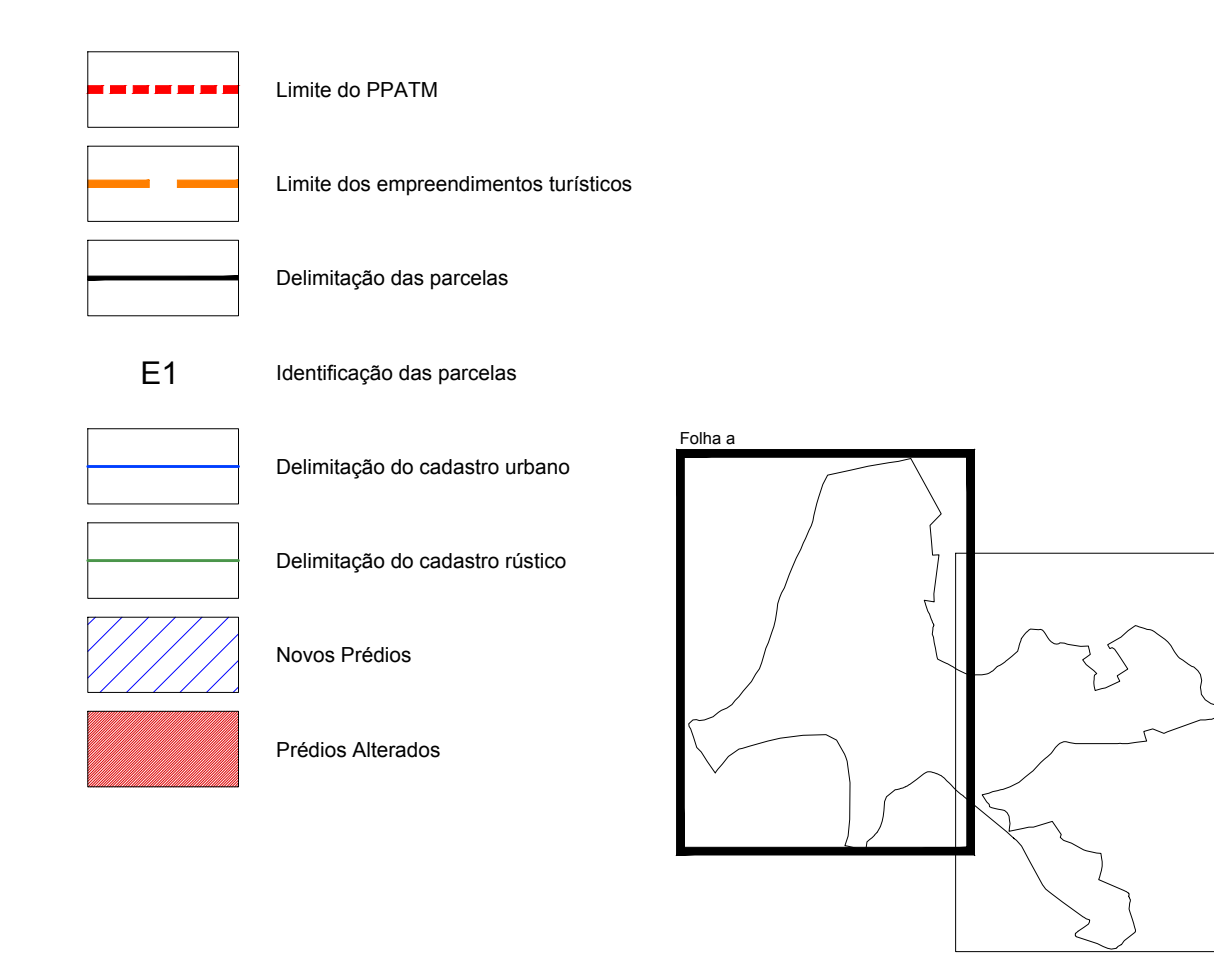 Limite do PPATM
Limite dos empreendimentos turísticos
Delimitação das parcelas
E1 Identificação das parcelas
Delimitação do cadastro urbano
Delimitação do cadastro rústico
Novos Prédios
Prédios Alterados
Folha a